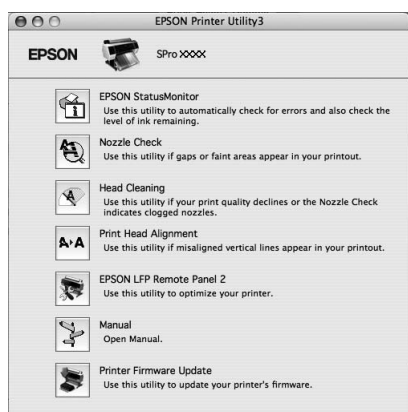 EPSON Printer Utility3
EPSON
SPro XXXX
EPSON StatusMonitor
Use this utility to automatically check for errors and also check the
level of ink remaining.
Nozzle Check
Use this utility if gaps or faint areas appear in your printout.
Head Cleaning
Use this utility if your print quality declines or the Nozzle Check
indicates clogged nozzles.
Print Head Alignment
Use this utility if misaligned vertical lines appear in your printout.
EPSON LFP Remote Panel 2
Use this utility to optimize your printer.
Manual
Open Manual.
Printer Firmware Update
Use this utility to update your printer's firmware.